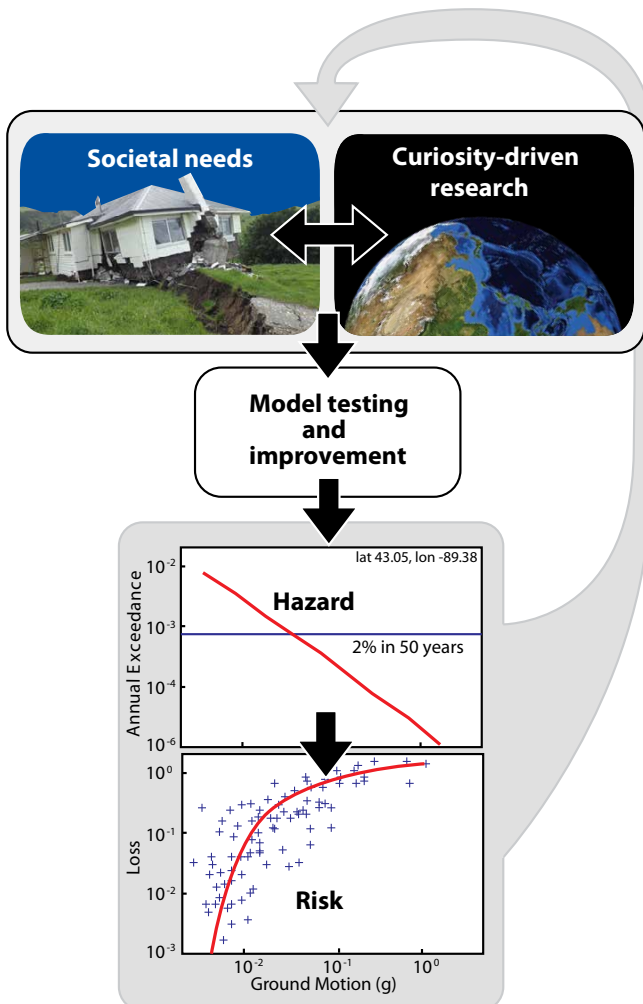 Societal needs
Curiosity-driven
research
Model testing
and
improvement
lat 43.05, lon -89.38
Hazard
2% in 50 years
Annual Exceedance
10-2
10-3
10-4
10-6
Risk
Loss
100
10-1
10-2
10-3
10-2
10-1
100
Ground Motion (g)